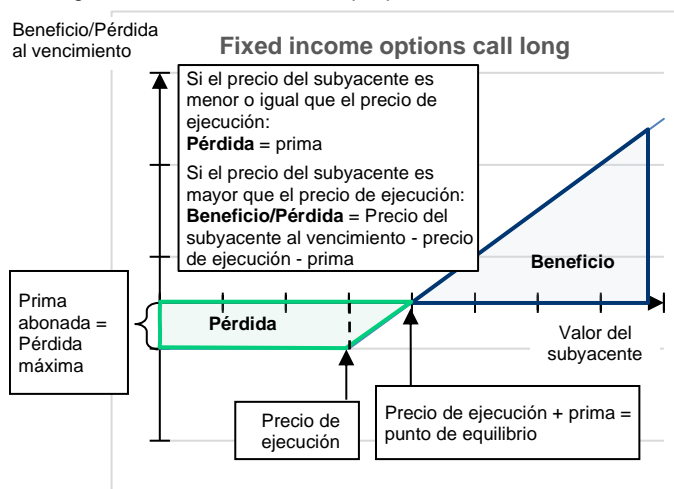 Beneficio/Pérdida
al vencimiento
Fixed income options call long
Si el precio del subyacente es
menor o igual que el precio de
ejecución:
Pérdida = prima
Si el precio del subyacente es
mayor que el precio de ejecución:
Beneficio/Pérdida = Precio del
subyacente al vencimiento - precio
de ejecución - prima
Beneficio
Prima
abonada =
Pérdida
máxima
Pérdida
Valor del
subyacente
Precio de
ejecución
Precio de ejecución + prima =
punto de equilibrio